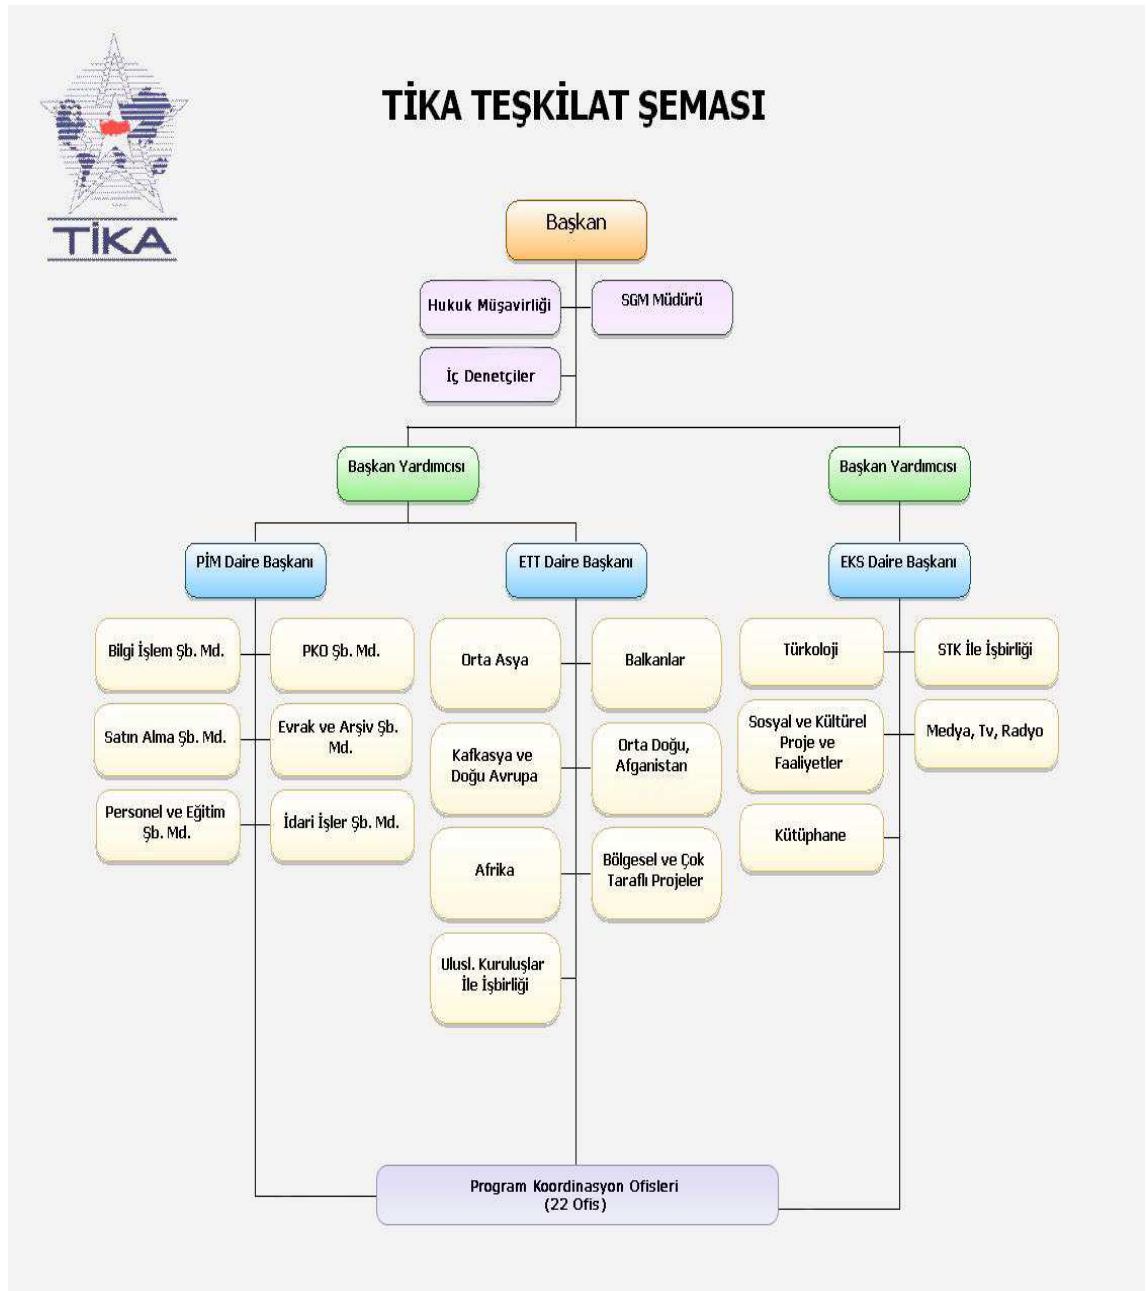 TİKA TEŞKİLAT ŞEMASI
TİKA
Başkan
Hukuk Müşavirliği
SGM Müdürü
İç Denetçiler
Başkan Yardımcısı
Başkan Yardımcısı
PİM Daire Başkanı
ETT Daire Başkanı
EKS Daire Başkanı
Bilgi İşlem Şb. Md.
PKO Şb. Md.
Satın Alma Şb. Md.
Evrak ve Arşiv Şb.
Md.
Personel ve Eğitim
Şb. Md.
İdari İşler Şb. Md.
Orta Asya
Balkanlar
Kafkasya ve
Doğu Avrupa
Orta Doğu,
Afganistan
Afrika
Bölgesel ve Çok
Taraflı Projeler
Ulusl. Kuruluşlar
İle İşbirliği
Türkoloji
STK İle İşbirliği
Sosyal ve Kültürel
Proje ve
Faaliyetler
Medya, Tv, Radyo
Kütüphane
Program Koordinasyon Ofisleri
(22 Ofis)